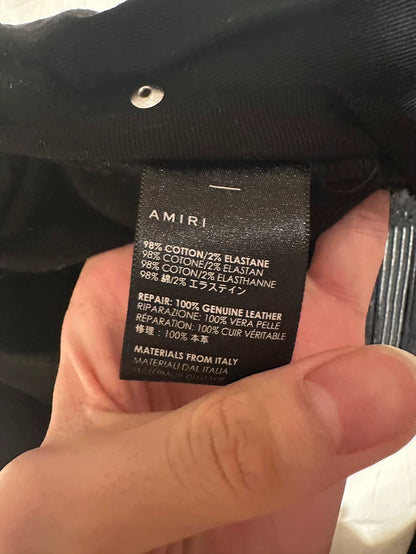 AMIRI
98% COTTON/2% ELASTANE
98% COTONE/2% ELASTAN
98% COTON/2% ELASTHANNE
98% 綿/2% エラステイン
REPAIR: 100% GENUINE LEATHER
RIPARAZIONE: 100% VERA PELLE
RÉPARATION: 100% CUIR VÉRITABLE
修理：100% 本革
MATERIALS FROM ITALY
MATERIALI DAL ITALIA